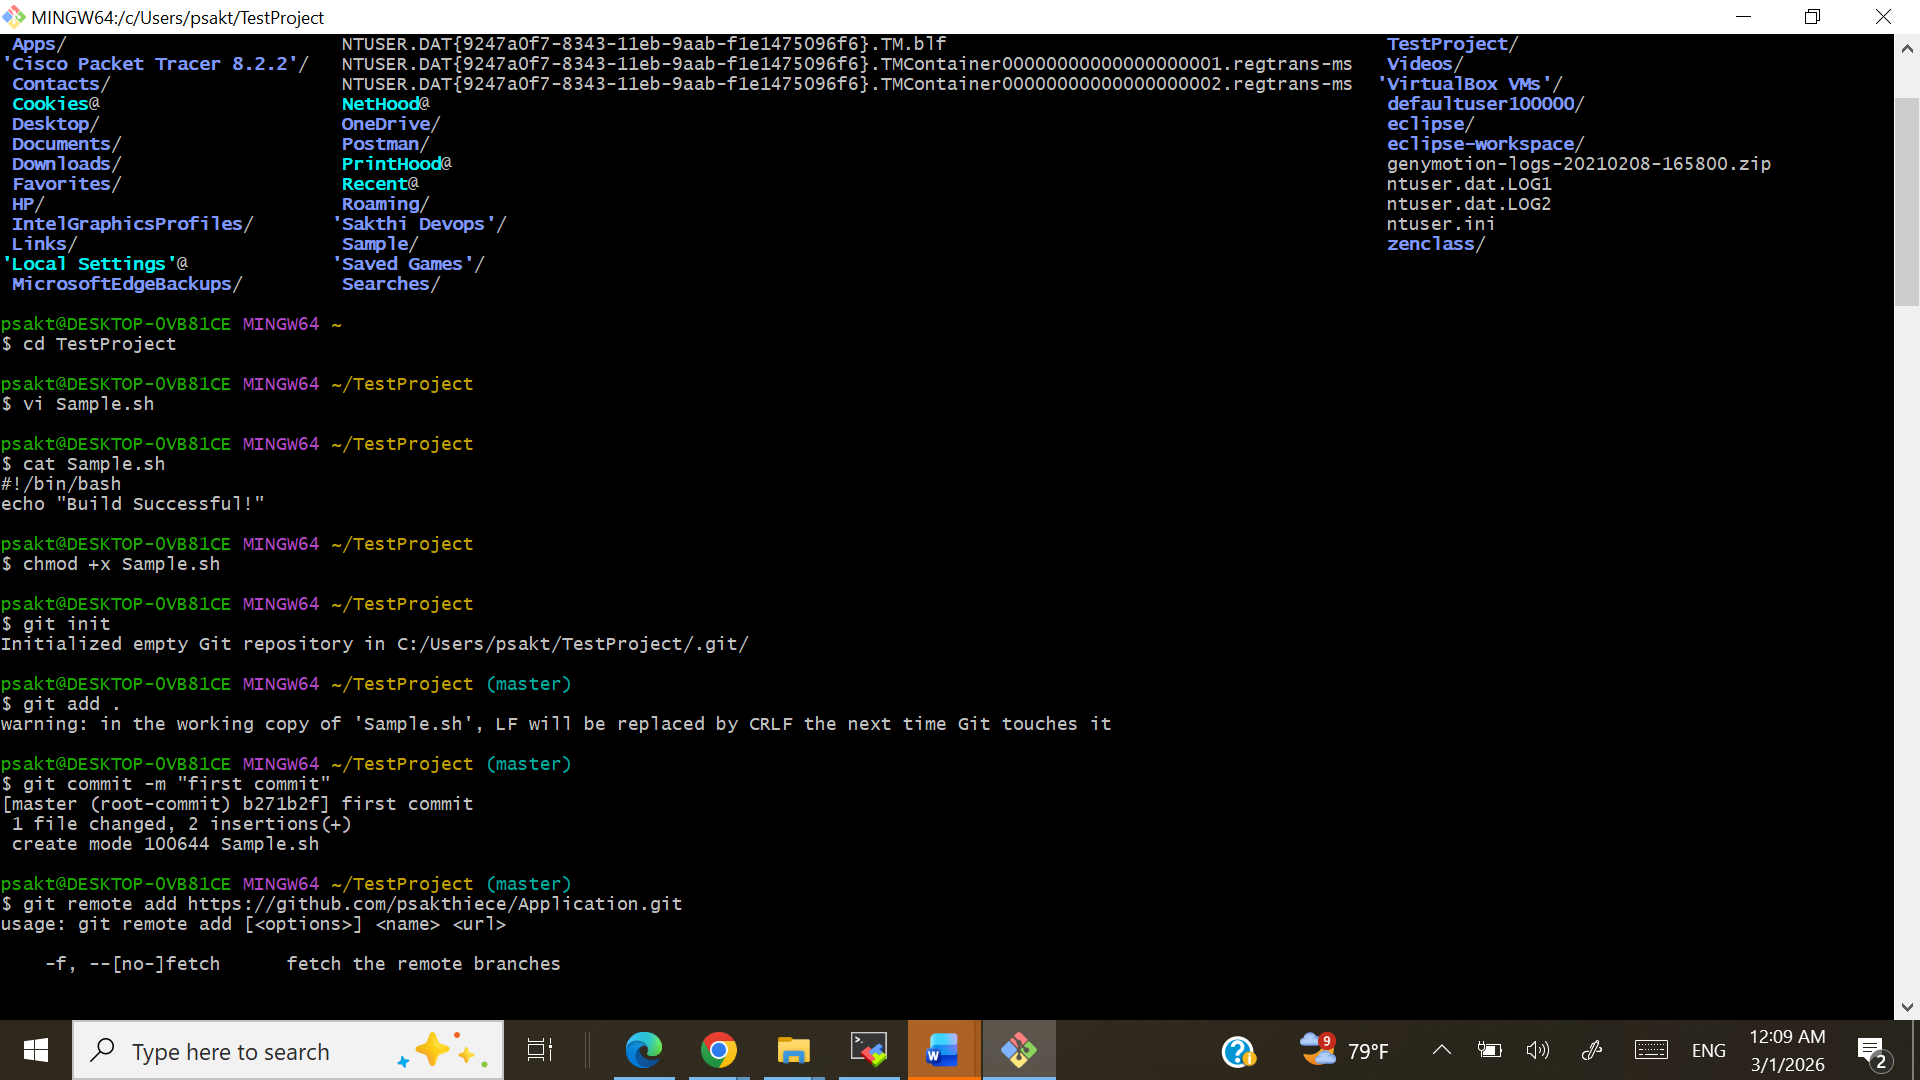 MINGW64:/c/Users/psakt/TestProject
Apps/ NTUSER.DAT{9247a0f7-8343-11eb-9aab-f1e1475096f6}.TM.blf TestProject/
'Cisco Packet Tracer 8.2.2'/ NTUSER.DAT{9247a0f7-8343-11eb-9aab-f1e1475096f6}.TMContainer00000000000000000001.regtrans-ms Videos/
Contacts/ NTUSER.DAT{9247a0f7-8343-11eb-9aab-f1e1475096f6}.TMContainer00000000000000000002.regtrans-ms 'VirtualBox VMs'/
Cookies@ NetHood@ defaultuser100000/
Desktop/ OneDrive/ eclipse/
Documents/ Postman/ eclipse-workspace/
Downloads/ PrintHood@ genymotion-logs-20210208-165800.zip
Favorites/ Recent@ ntuser.dat.LOG1
HP/ Roaming/ ntuser.dat.LOG2
IntelGraphicsProfiles/ 'Sakthi Devops'/ ntuser.ini
Links/ Sample/ zenclass/
'Local Settings'@ 'Saved Games'/
MicrosoftEdgeBackups/ Searches/
psakt@DESKTOP-0VB81CE MINGW64 ~
$ cd TestProject
psakt@DESKTOP-0VB81CE MINGW64 ~/TestProject
$ vi Sample.sh
psakt@DESKTOP-0VB81CE MINGW64 ~/TestProject
$ cat Sample.sh
#!/bin/bash
echo "Build Successful!"
psakt@DESKTOP-0VB81CE MINGW64 ~/TestProject
$ chmod +x Sample.sh
psakt@DESKTOP-0VB81CE MINGW64 ~/TestProject
$ git init
Initialized empty Git repository in C:/Users/psakt/TestProject/.git/
psakt@DESKTOP-0VB81CE MINGW64 ~/TestProject (master)
$ git add .
warning: in the working copy of 'Sample.sh', LF will be replaced by CRLF the next time Git touches it
psakt@DESKTOP-0VB81CE MINGW64 ~/TestProject (master)
$ git commit -m "first commit"
[master (root-commit) b271b2f] first commit
1 file changed, 2 insertions(+)
create mode 100644 Sample.sh
psakt@DESKTOP-0VB81CE MINGW64 ~/TestProject (master)
$ git remote add https://github.com/psakthiece/Application.git
usage: git remote add [<options>] <name> <url>
-f, --[no-]fetch fetch the remote branches
Type here to search
9 79°F
ENG
12:09 AM
3/1/2026
2